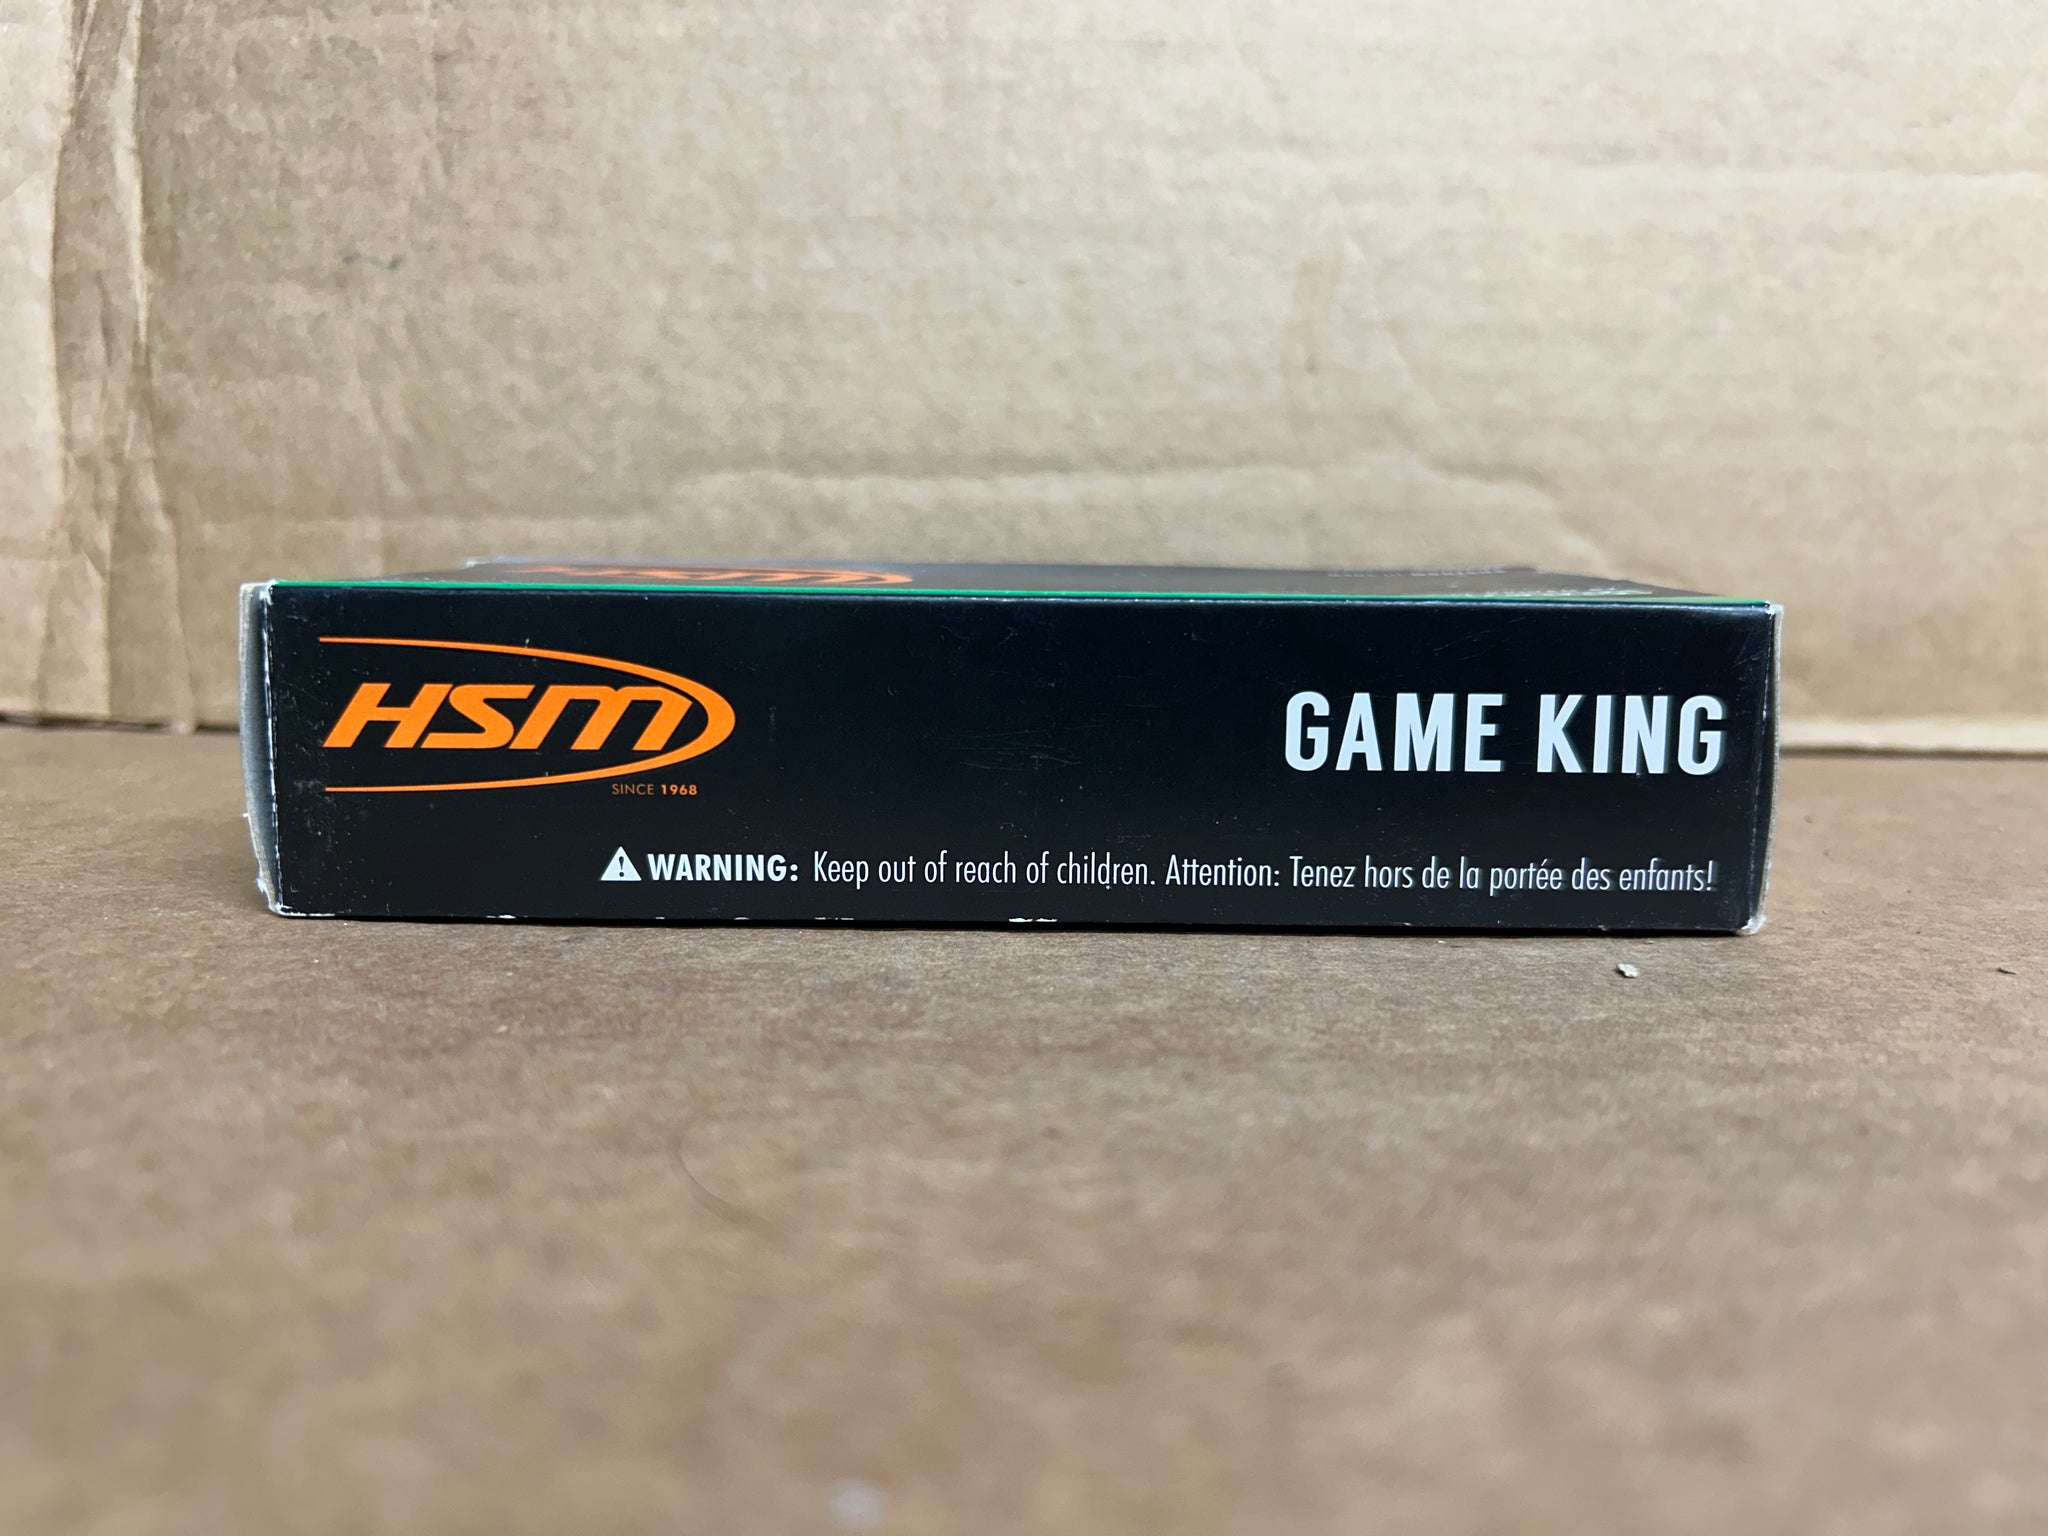 HSM
HSM
SINCE 1968
GAME KING
WARNING: Keep out of reach of children. Attention: Tenez hors de la portée des enfants!